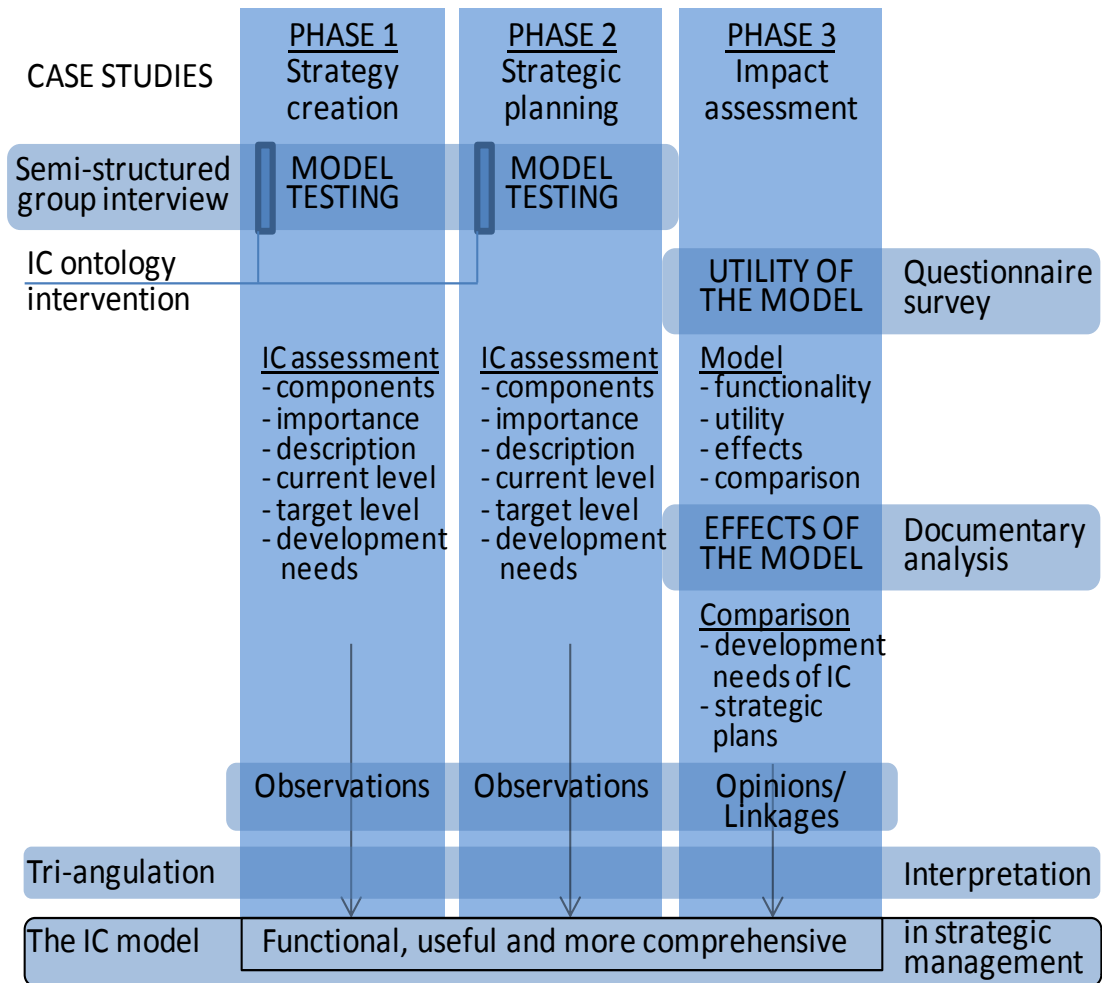 CASE STUDIES
PHASE 1
Strategy
creation
PHASE 2
Strategic
planning
PHASE 3
Impact
assessment
Semi-structured
group interview
MODEL
TESTING
MODEL
TESTING
IC ontology
intervention
UTILITY OF
THE MODEL
Questionnaire
survey
IC assessment
- components
- importance
- description
- current level
- target level
- development
needs
IC assessment
- components
- importance
- description
- current level
- target level
- development
needs
Model
- functionality
- utility
- effects
- comparison
EFFECTS OF
THE MODEL
Documentary
analysis
Comparison
- development
needs of IC
- strategic
plans
Observations
Observations
Opinions/
Linkages
Tri-angulation
Interpretation
The IC model
Functional, useful and more comprehensive
in strategic
management